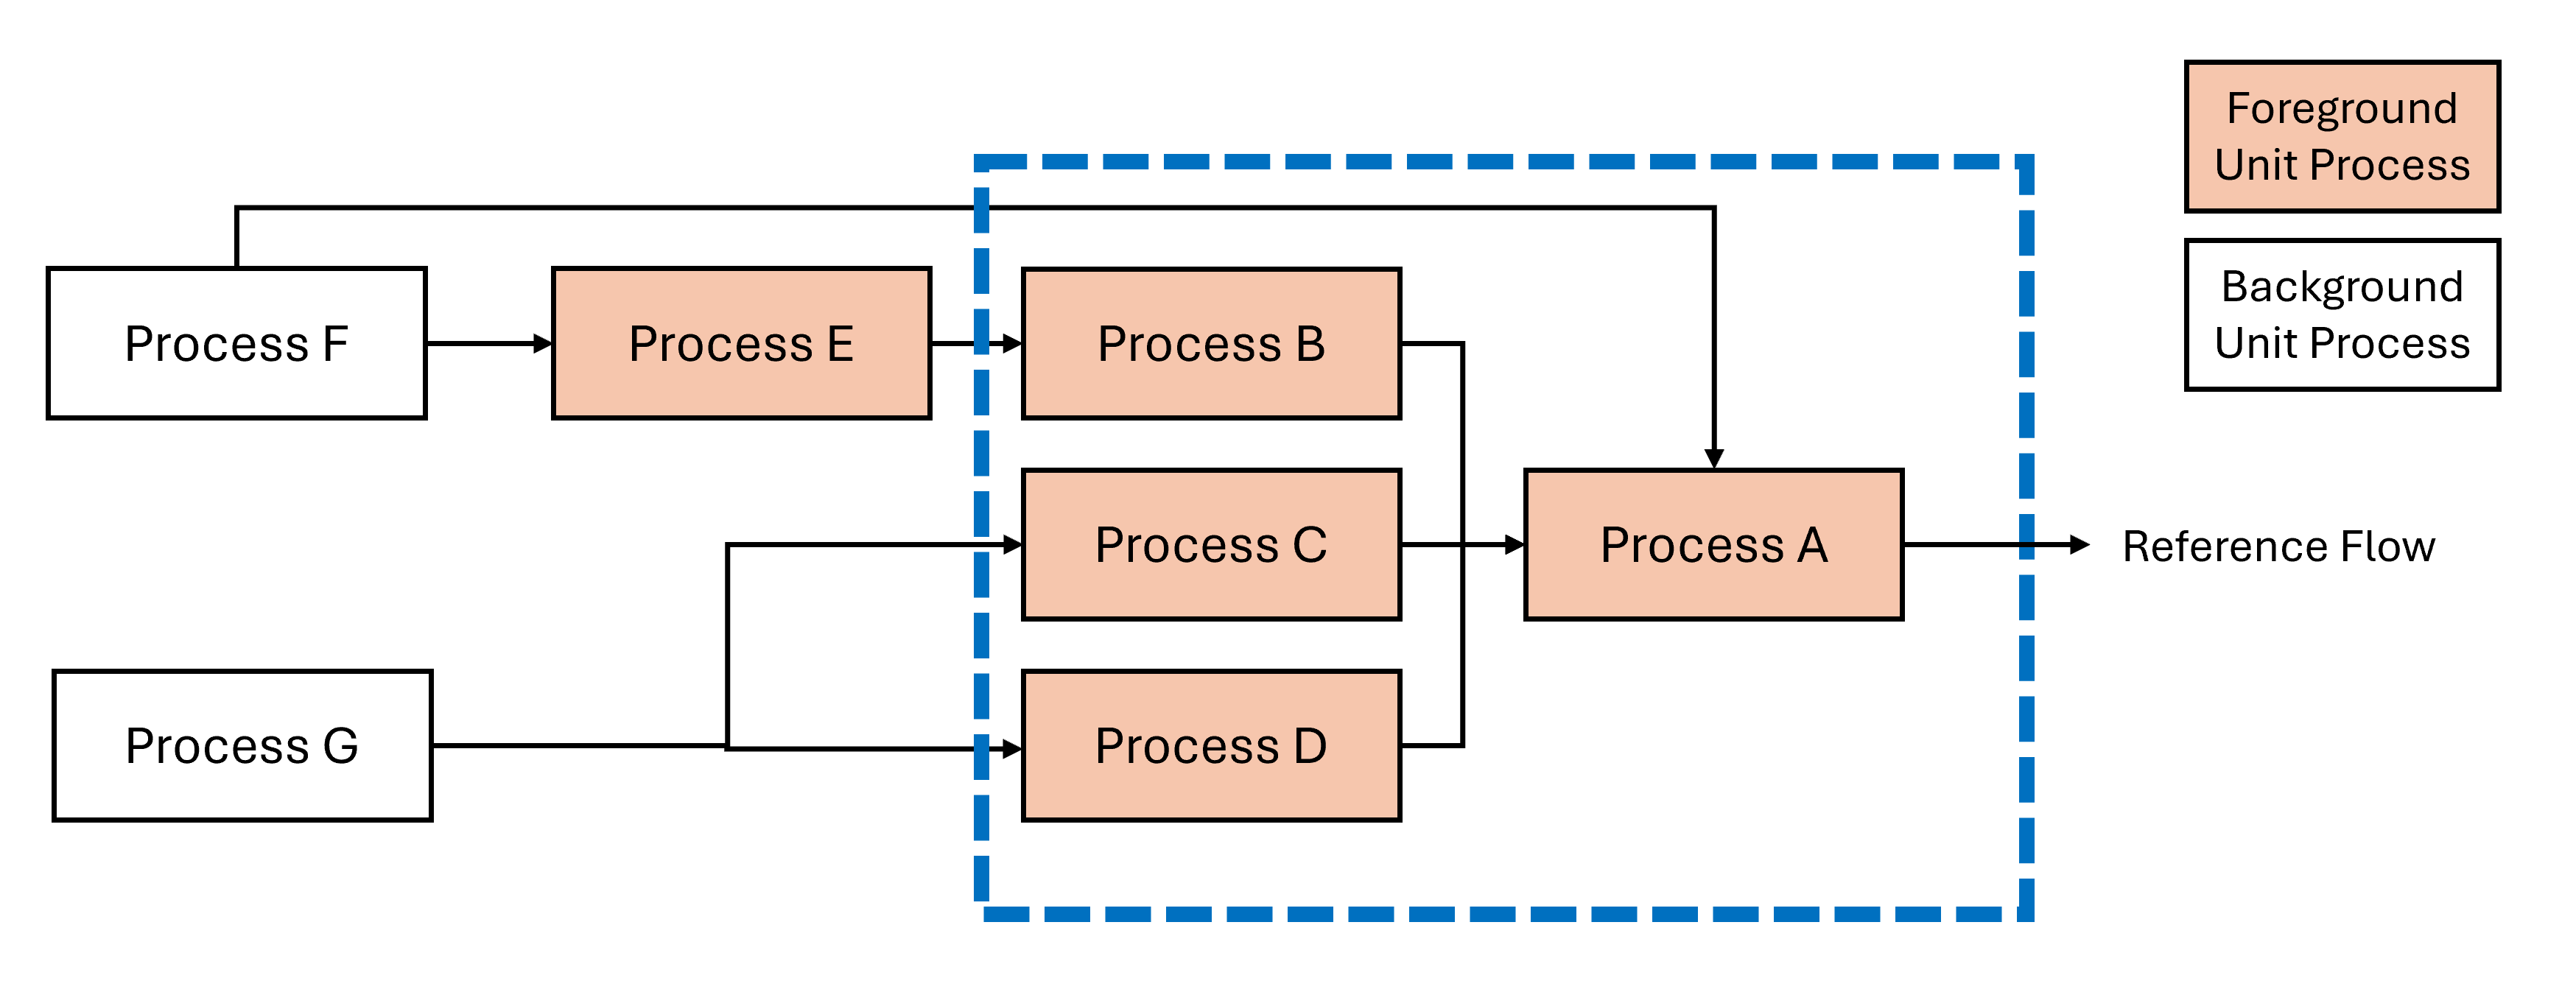 Foreground
Unit Process
Background
Unit Process
Process F
Process E
Process B
Process C
Process A
Reference Flow
Process G
Process D